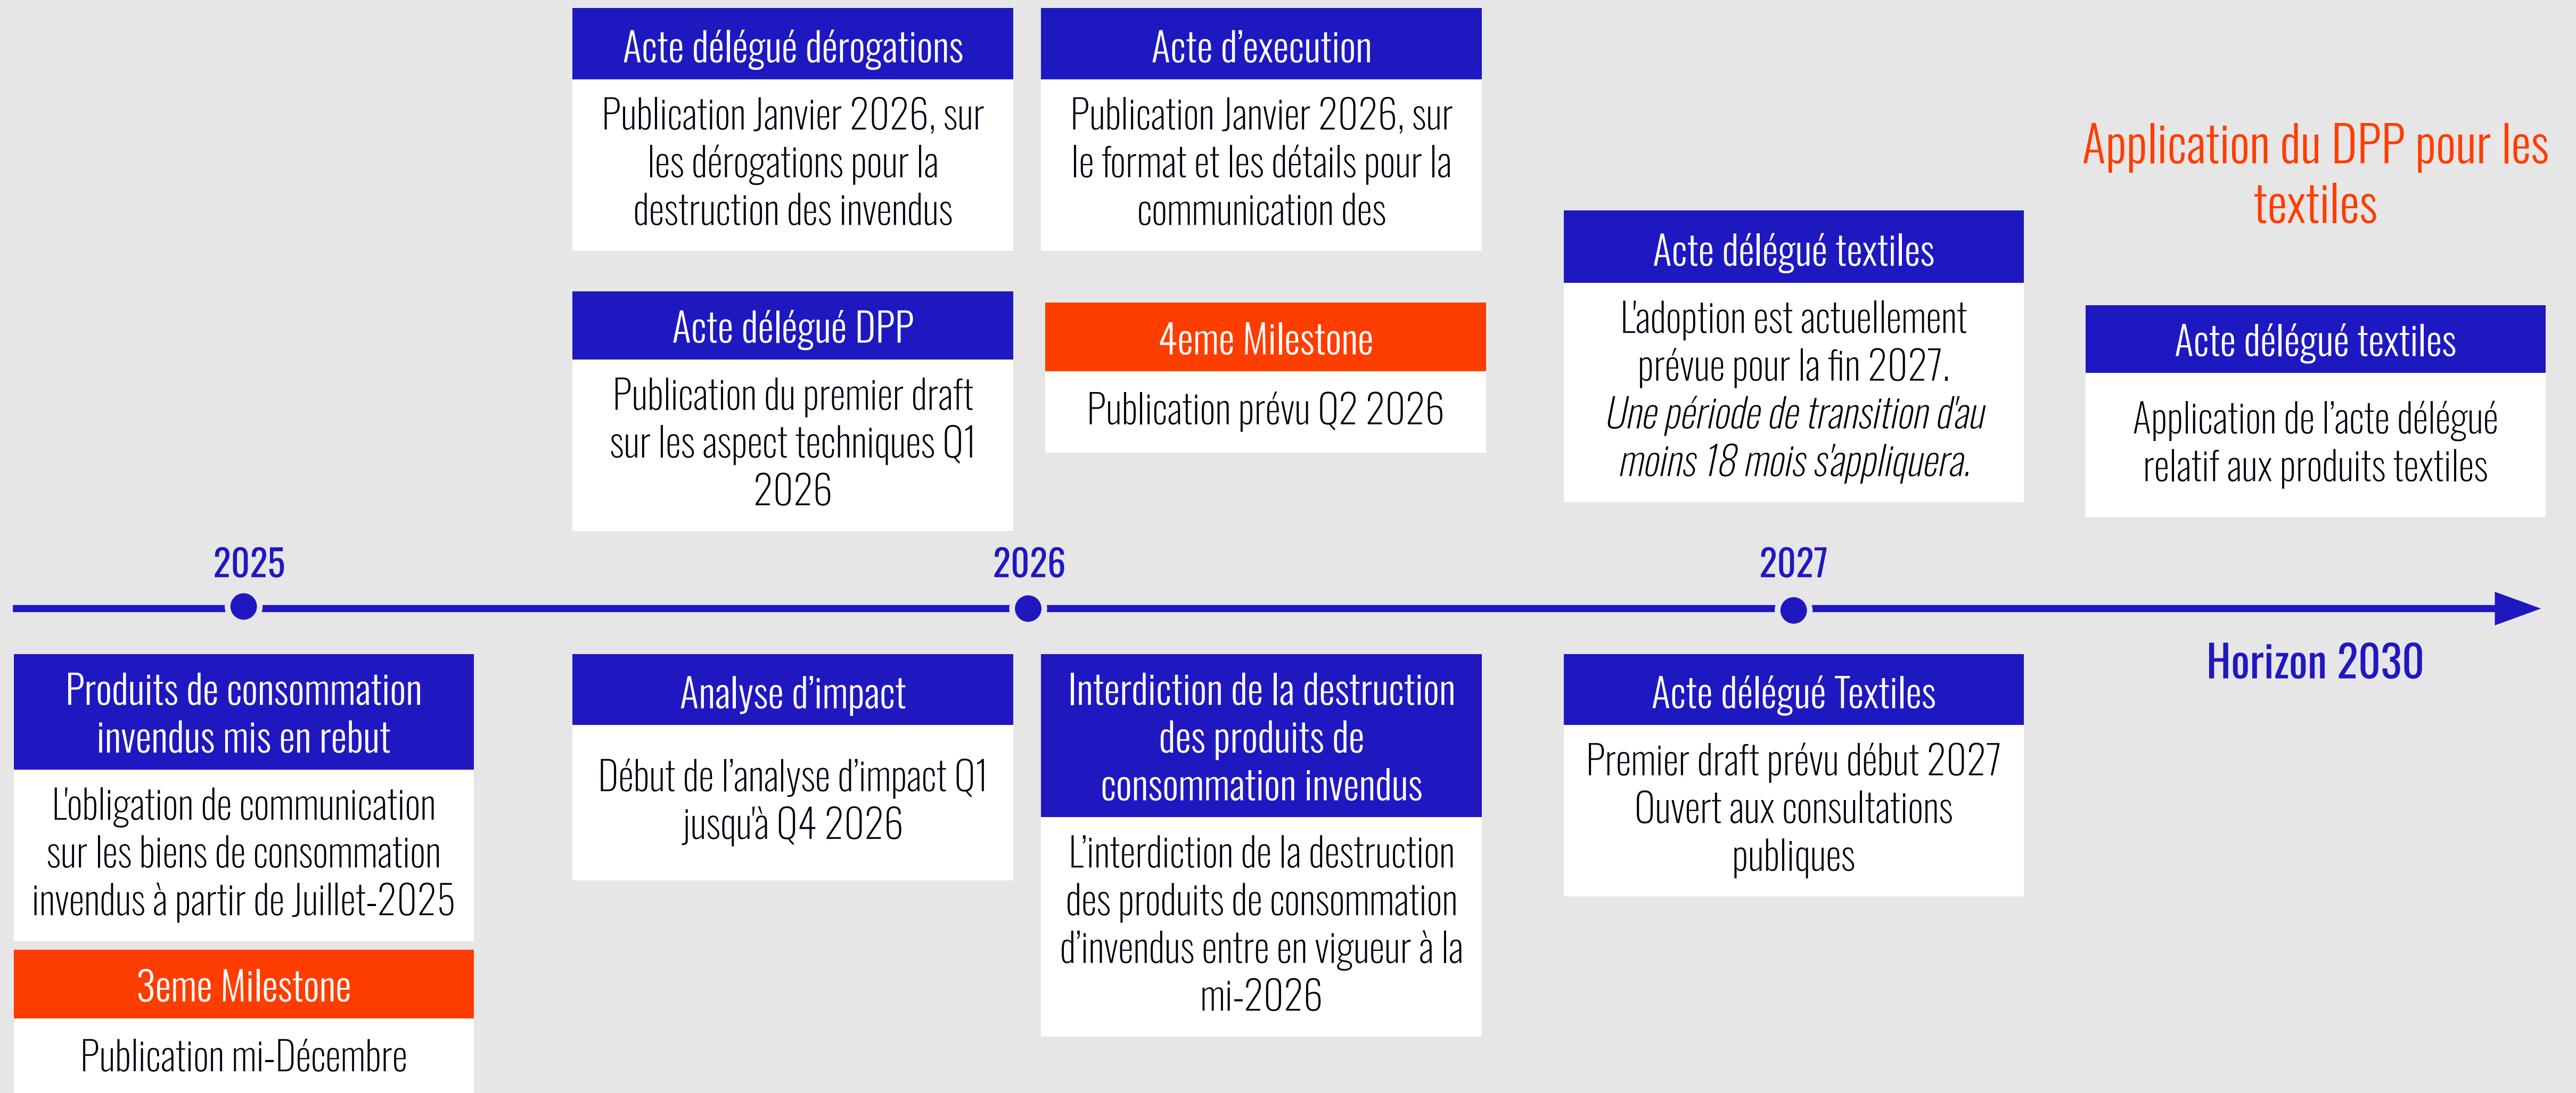 Acte délégué dérogations
Publication Janvier 2026, sur
les dérogations pour la
destruction des invendus
Acte d’execution
Publication Janvier 2026, sur
le format et les détails pour la
communication des
Application du DPP pour les
textiles
Acte délégué textiles
L'adoption est actuellement
prévue pour la fin 2027.
Une période de transition d'au
moins 18 mois s'appliquera.
Acte délégué DPP
Publication du premier draft
sur les aspect techniques Q1
2026
4eme Milestone
Publication prévu Q2 2026
Acte délégué textiles
Application de l’acte délégué
relatif aux produits textiles
2025
2026
2027
Horizon 2030
Produits de consommation
invendus mis en rebut
L'obligation de communication
sur les biens de consommation
invendus à partir de Juillet-2025
3eme Milestone
Publication mi-Décembre
Analyse d’impact
Début de l’analyse d’impact Q1
jusqu'à Q4 2026
Interdiction de la destruction
des produits de
consommation invendus
L’interdiction de la destruction
des produits de consommation
d’invendus entre en vigueur à la
mi-2026
Acte délégué Textiles
Premier draft prévu début 2027
Ouvert aux consultations
publiques